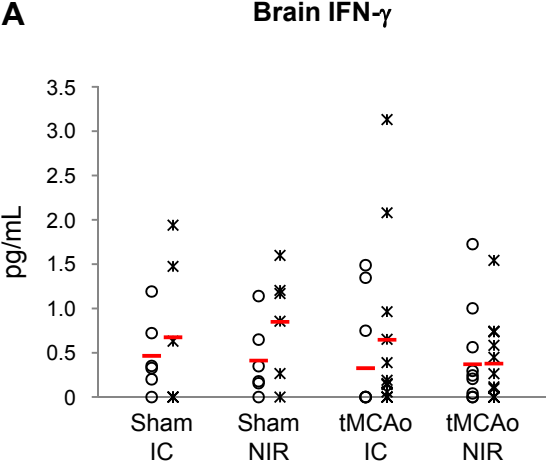 A
Brain IFN-γ
pg/mL
3.5
3.0
2.5
2.0
1.5
1.0
0.5
0
Sham IC
Sham NIR
tMCAo IC
tMCAo NIR